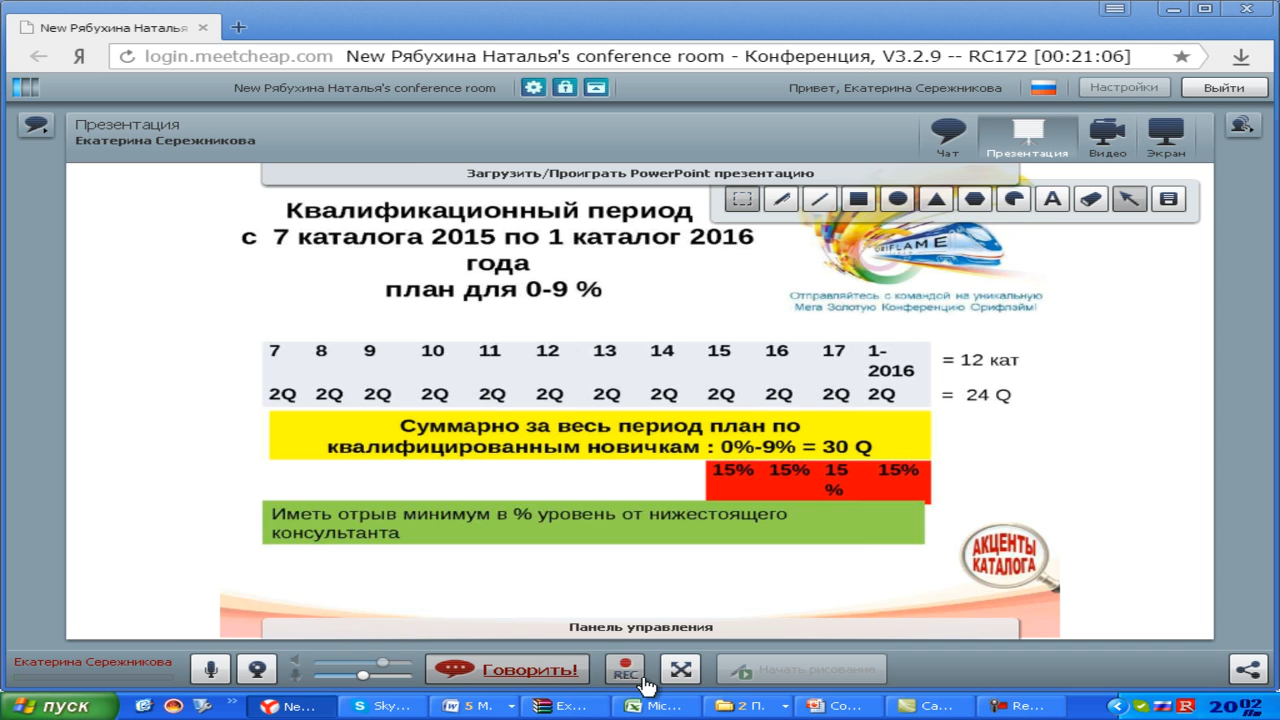 New Рябухина Наталья
login.meetcheap.com New Рябухина Наталья's conference room - Конференция, V3.2.9 -- RC172 [00:21:06]
New Рябухина Наталья's conference room
Привет, Екатерина Сережникова
Настройки
Выйти
Презентация
Екатерина Сережникова
Чат
Презентация
Видео
Экран
Загрузить/Проиграть PowerPoint презентацию
Квалификационный период
с 7 каталога 2015 по 1 каталог 2016
года
план для 0-9 %
ORIFLAME
Отправляйтесь с командой на уникальную
Мега Золотую Конференцию Орифлэйм!
7 8 9 10 11 12 13 14 15 16 17 1-
2016
= 12 кат
2Q 2Q 2Q 2Q 2Q 2Q 2Q 2Q 2Q 2Q 2Q 2Q = 24 Q
Суммарно за весь период план по
квалифицированным новичкам : 0%-9% = 30 Q
15% 15% 15 15%
%
Иметь отрыв минимум в % уровень от нижестоящего
консультанта
АКЦЕНТЫ
КАТАЛОГА
Панель управления
Екатерина Сережникова
Говорить!
REC
Начать рисования
пуск
Ne...
Sky...
5 M.
Ex...
Mic...
2 П.
Co...
Ca...
Re...
20:02